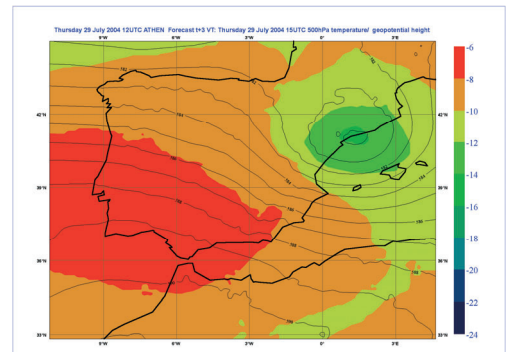 Thursday 29 July 2004 12UTC ATHEN Forecast t+3 VT: Thursday 29 July 2004 15UTC 500hPa temperature/ geopotential height
9°W 6°W 3°W 0° 3°E
42°N 42°N
39°N 39°N
36°N 36°N
33°N 33°N
9°W 6°W 3°W 0° 3°E
-6
-8
-10
-12
-14
-16
-18
-20
-22
-24